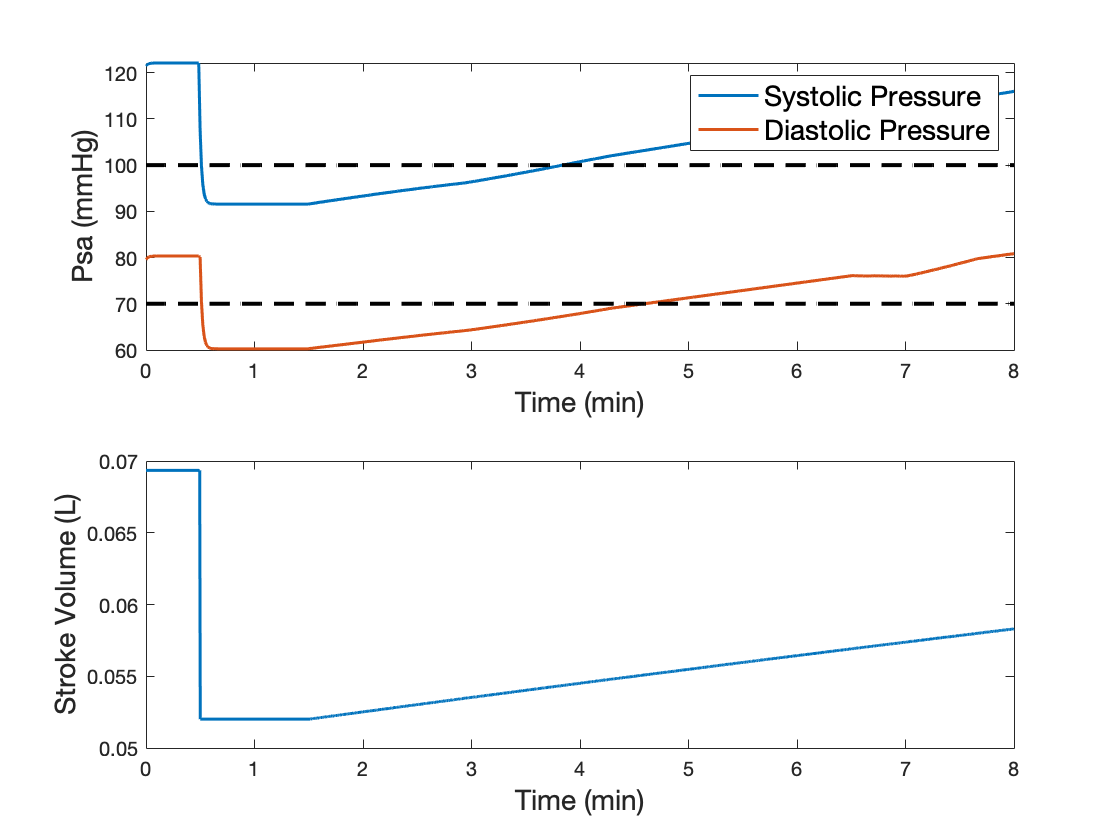 120
110
100
90
80
70
60
Psa (mmHg)
Systolic Pressure
Diastolic Pressure
0 1 2 3 4 5 6 7 8
Time (min)
0.07
0.065
0.06
0.055
0.05
Stroke Volume (L)
0 1 2 3 4 5 6 7 8
Time (min)